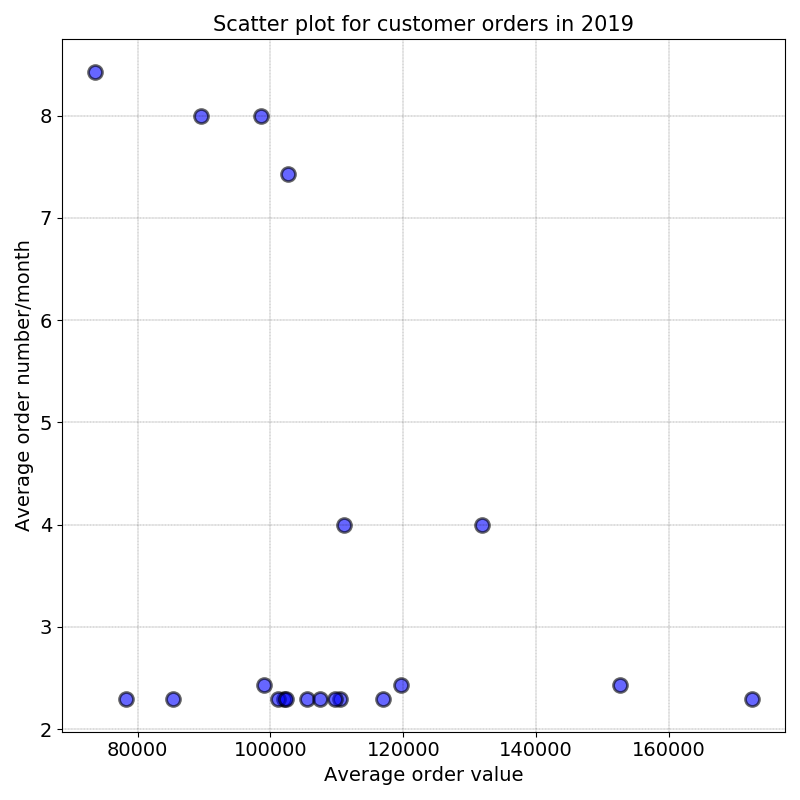 Scatter plot for customer orders in 2019
Average order number/month
8
7
6
5
4
3
2
80000 100000 120000 140000 160000
Average order value